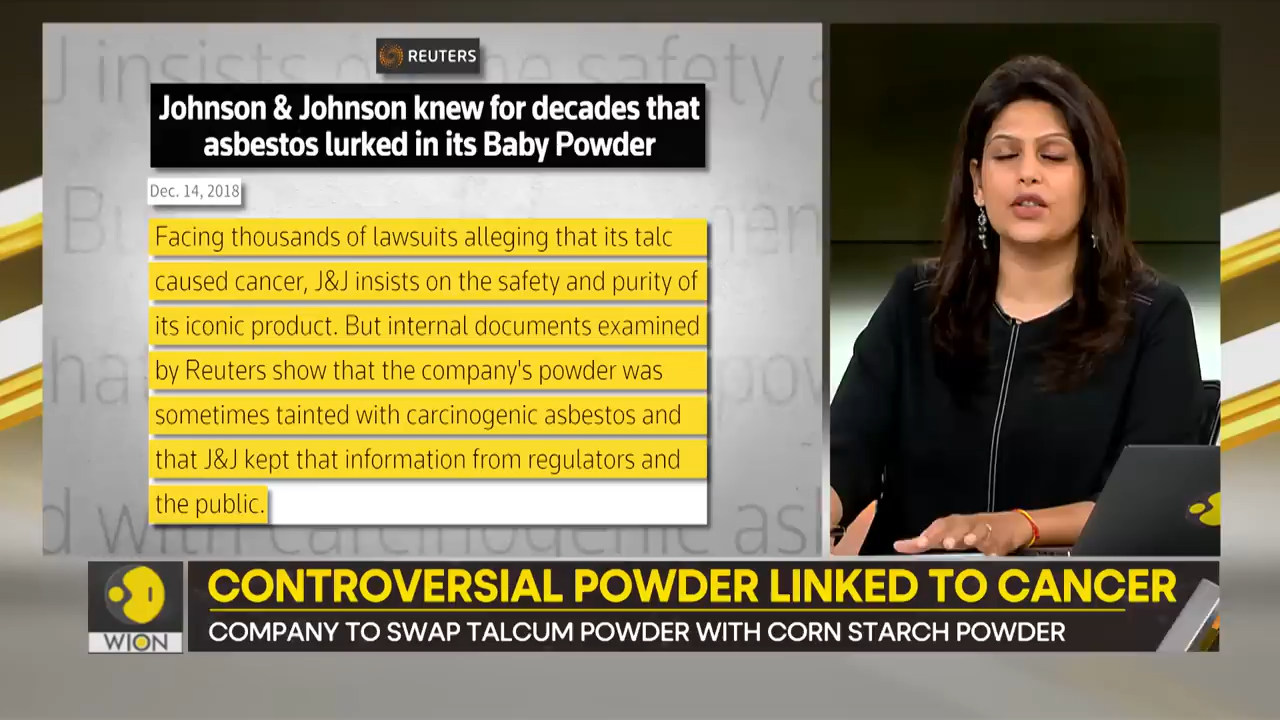 REUTERS
Johnson & Johnson knew for decades that
asbestos lurked in its Baby Powder
Dec. 14, 2018
Facing thousands of lawsuits alleging that its talc
caused cancer, J&J insists on the safety and purity of
its iconic product. But internal documents examined
by Reuters show that the company's powder was
sometimes tainted with carcinogenic asbestos and
that J&J kept that information from regulators and
the public.
WION
CONTROVERSIAL POWDER LINKED TO CANCER
COMPANY TO SWAP TALCUM POWDER WITH CORN STARCH POWDER